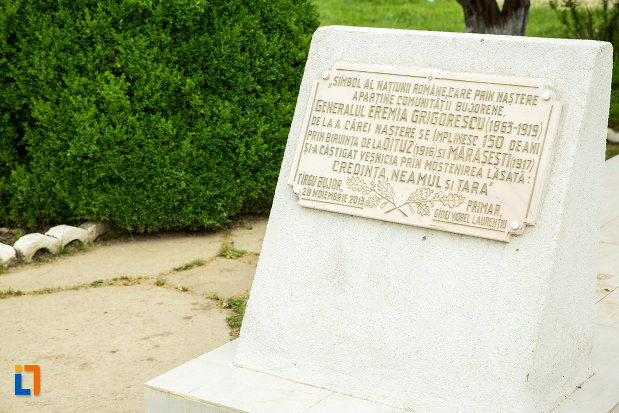 „SIMBOL AL NAȚIUNII ROMÂNE, CARE PRIN NAȘTERE
APARȚINE COMUNITĂȚII BUJORENE,
GENERALUL EREMIA GRIGORESCU (1863-1919)
DE LA A CĂREI NAȘTERE SE ÎMPLINESC 150 DE ANI
PRIN BIRUINȚA DE LA OITUZ (1916) ȘI MĂRĂȘEȘTI (1917)
ȘI-A CÂȘTIGAT VEȘNICIA PRIN MOȘTENIREA LĂSATĂ:
CREDINȚA, NEAMUL ȘI ȚARA"
TÎRGU BUJOR,
28 NOIEMBRIE 2013
PRIMAR,
GIDEI VIOREL LAURENȚIU